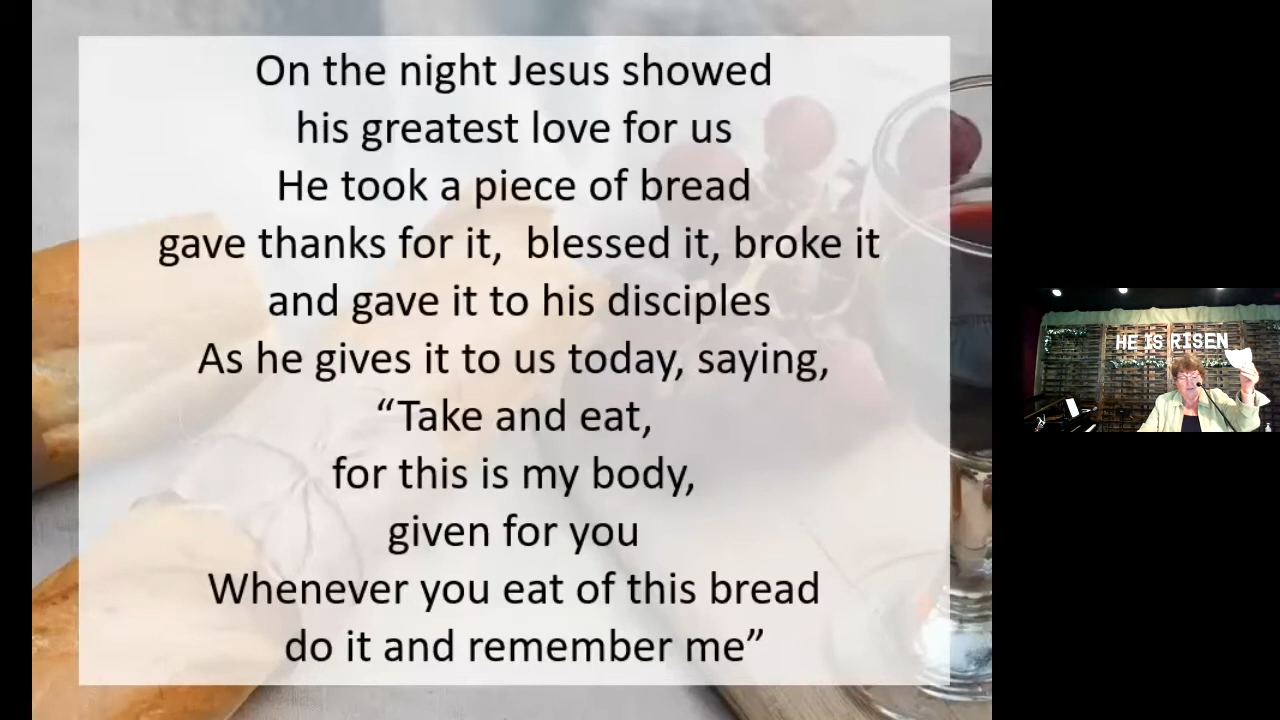 On the night Jesus showed
his greatest love for us
He took a piece of bread
gave thanks for it,  blessed it, broke it
and gave it to his disciples
As he gives it to us today, saying,
“Take and eat,
for this is my body,
given for you
Whenever you eat of this bread
do it and remember me”
HE IS RISEN